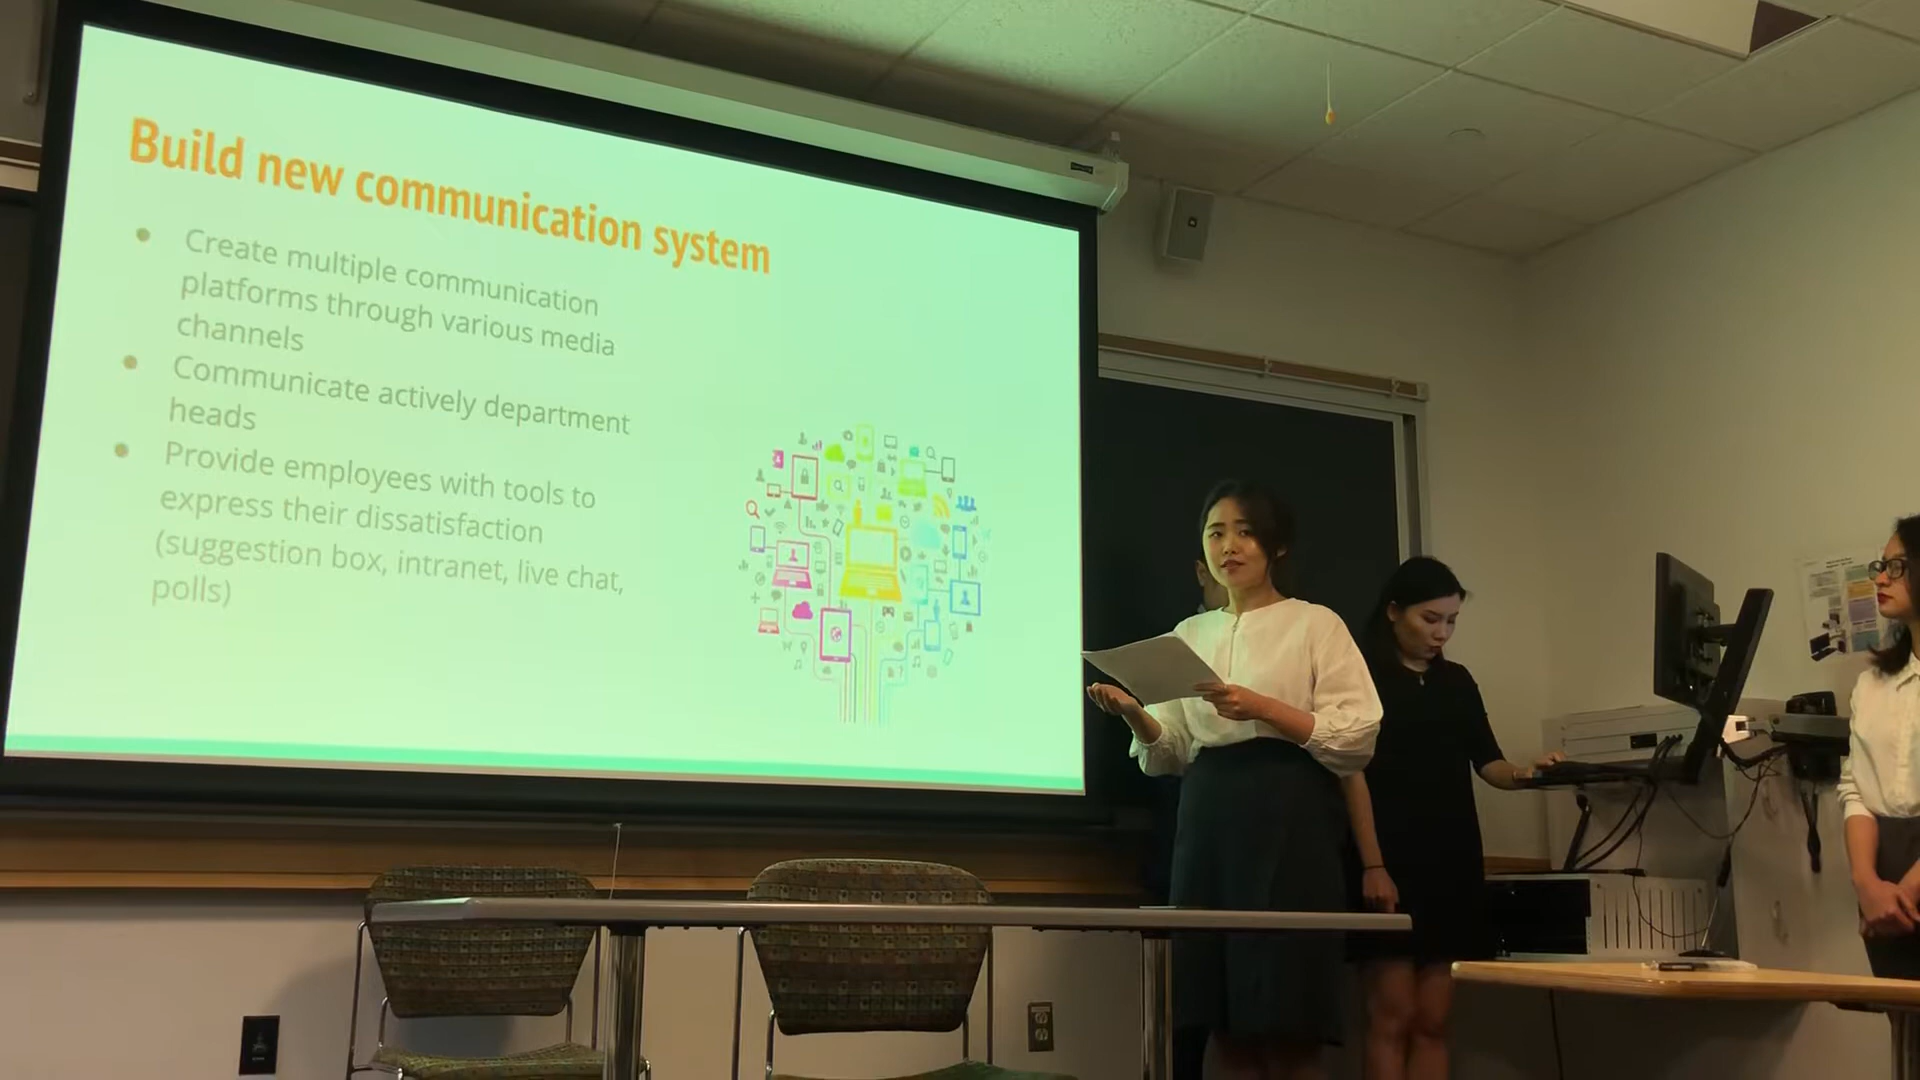 Build new communication system
Create multiple communication
platforms through various media
channels
Communicate actively department
heads
Provide employees with tools to
express their dissatisfaction
(suggestion box, intranet, live chat,
polls)